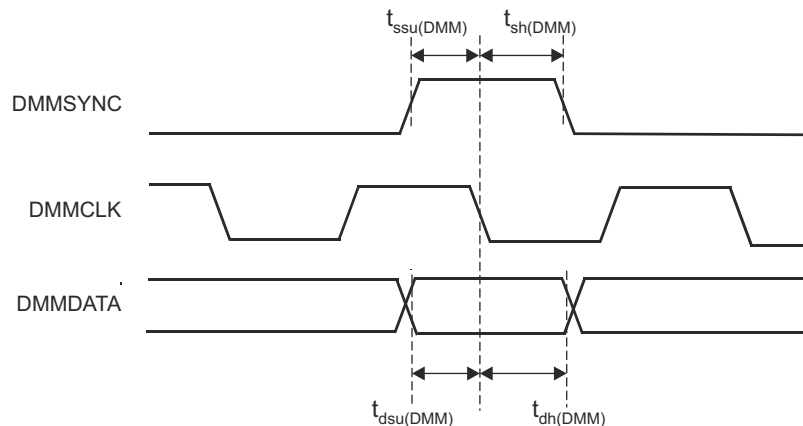 tssu(DMM) tsh(DMM)
DMMSYNC
DMMCLK
DMMDATA
tdsu(DMM) tdh(DMM)